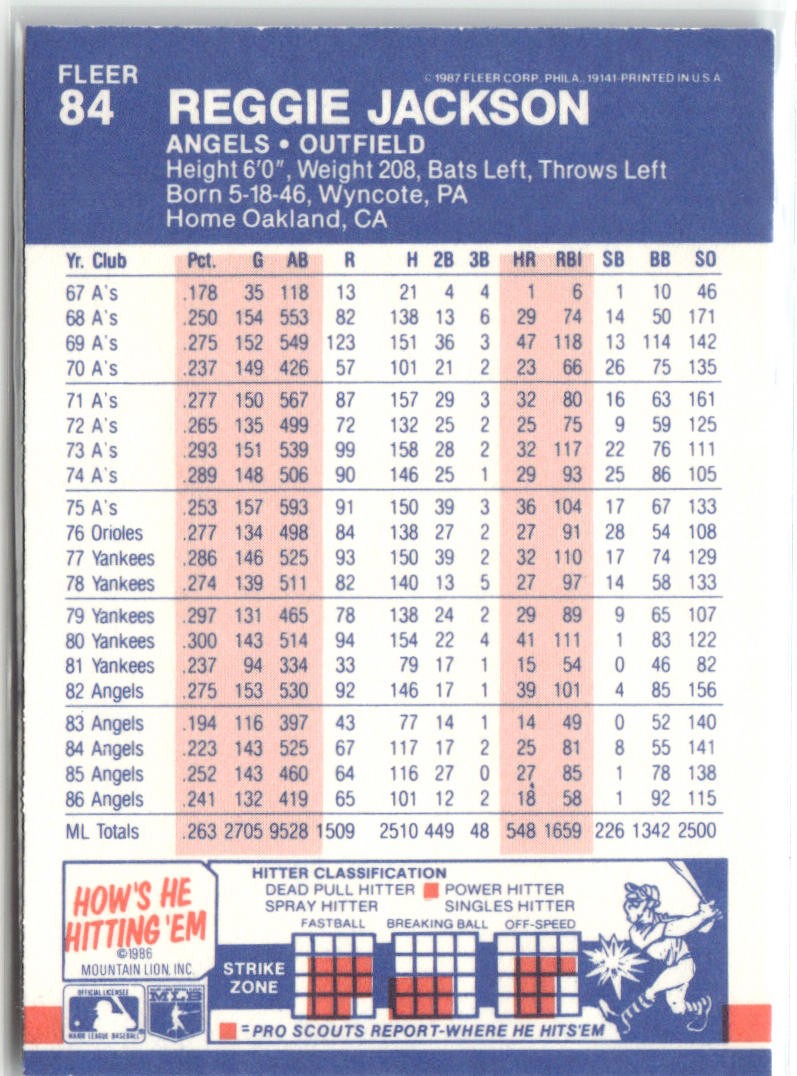 FLEER
84
© 1987 FLEER CORP. PHILA., 19141-PRINTED IN U S A
REGGIE JACKSON
ANGELS • OUTFIELD
Height 6'0", Weight 208, Bats Left, Throws Left
Born 5-18-46, Wyncote, PA
Home Oakland, CA
Yr. Club Pct. G AB R H 2B 3B HR RBI SB BB SO
67 A's .178 35 118 13 21 4 4 1 6 1 10 46
68 A's .250 154 553 82 138 13 6 29 74 14 50 171
69 A's .275 152 549 123 151 36 3 47 118 13 114 142
70 A's .237 149 426 57 101 21 2 23 66 26 75 135
71 A's .277 150 567 87 157 29 3 32 80 16 63 161
72 A's .265 135 499 72 132 25 2 25 75 9 59 125
73 A's .293 151 539 99 158 28 2 32 117 22 76 111
74 A's .289 148 506 90 146 25 1 29 93 25 86 105
75 A's .253 157 593 91 150 39 3 36 104 17 67 133
76 Orioles .277 134 498 84 138 27 2 27 91 28 54 108
77 Yankees .286 146 525 93 150 39 2 32 110 17 74 129
78 Yankees .274 139 511 82 140 13 5 27 97 14 58 133
79 Yankees .297 131 465 78 138 24 2 29 89 9 65 107
80 Yankees .300 143 514 94 154 22 4 41 111 1 83 122
81 Yankees .237 94 334 33 79 17 1 15 54 0 46 82
82 Angels .275 153 530 92 146 17 1 39 101 4 85 156
83 Angels .194 116 397 43 77 14 1 14 49 0 52 140
84 Angels .223 143 525 67 117 17 2 25 81 8 55 141
85 Angels .252 143 460 64 116 27 0 27 85 1 78 138
86 Angels .241 132 419 65 101 12 2 18 58 1 92 115
ML Totals .263 2705 9528 1509 2510 449 48 548 1659 226 1342 2500
HOW'S HE
HITTING 'EM
©1986
MOUNTAIN LION, INC.
HITTER CLASSIFICATION
DEAD PULL HITTER POWER HITTER
SPRAY HITTER SINGLES HITTER
FASTBALL BREAKING BALL OFF-SPEED
STRIKE
ZONE
=PRO SCOUTS REPORT-WHERE HE HITS'EM
OFFICIAL LICENSEE
MAJOR LEAGUE BASEBALL
MLB